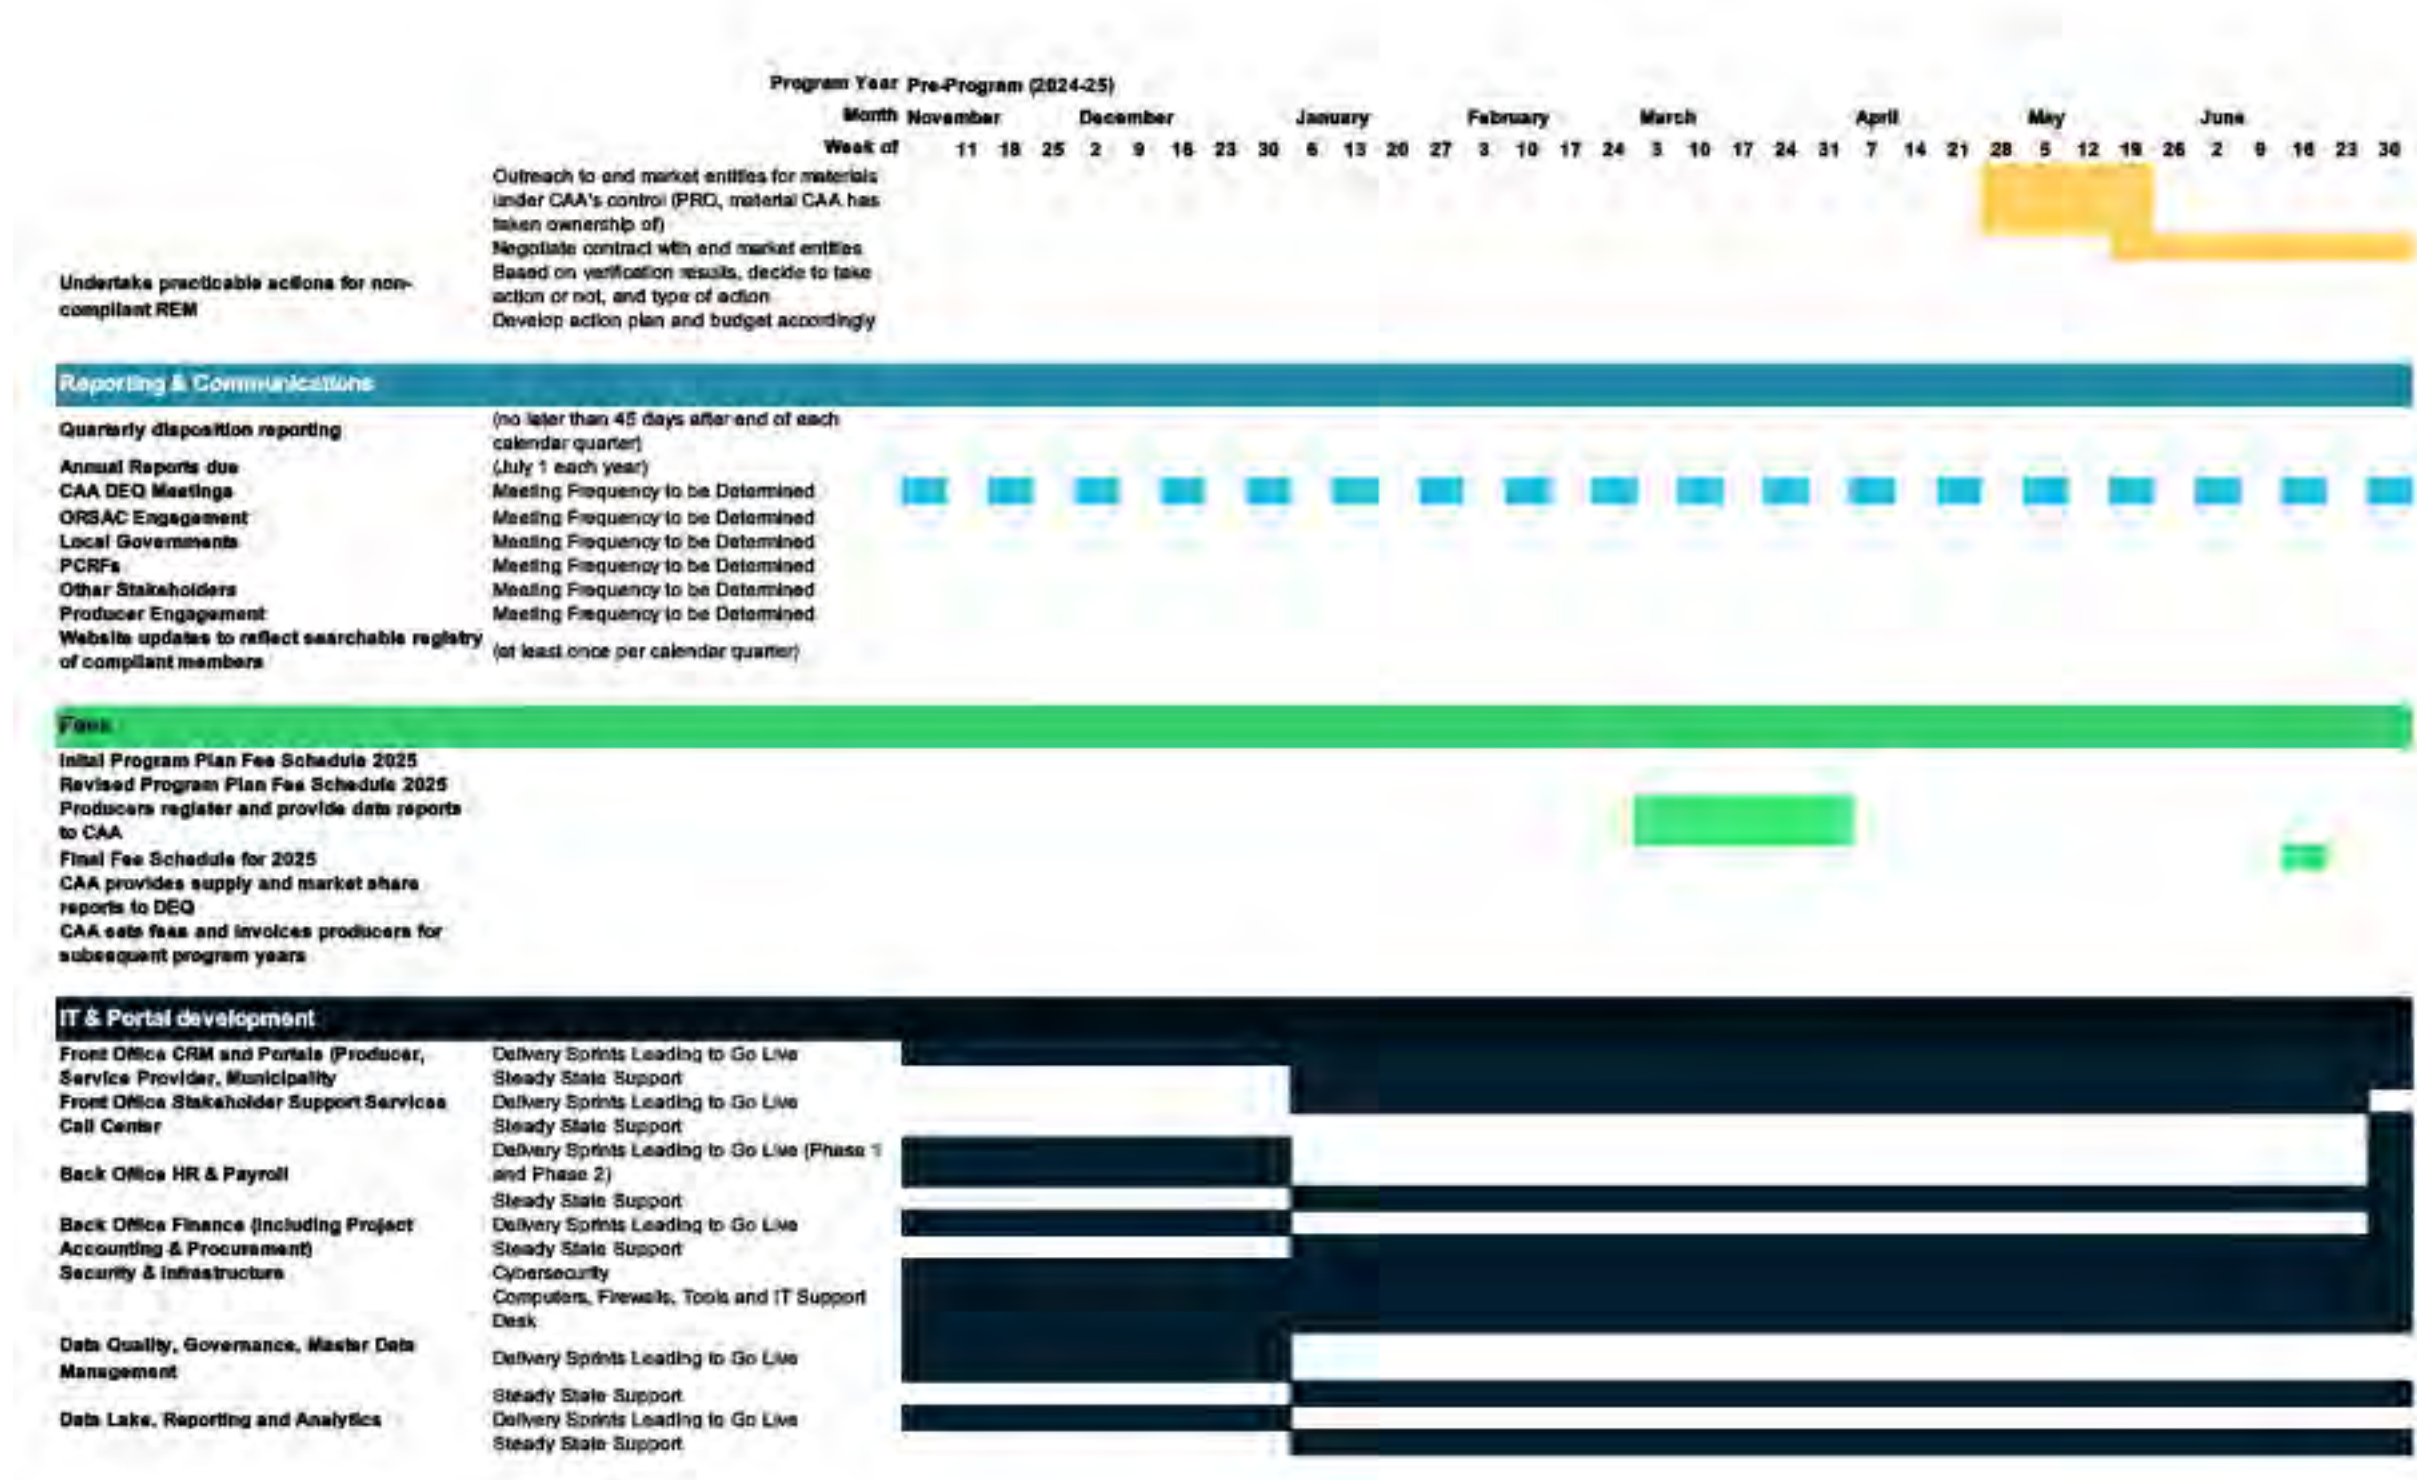 Program Year Pre-Program (2024-25)
Month November December January February March April May June
Week of 11 18 25 2 9 16 23 30 6 13 20 27 3 10 17 24 3 10 17 24 31 7 14 21 28 5 12 19 26 2 9 16 23 30
Outreach to end market entities for materials
under CAA's control (PRO, material CAA has
taken ownership of)
Negotiate contract with end market entities
Undertake practicable actions for non-
compliant REM
Based on verification results, decide to take
action or not, and type of action
Develop action plan and budget accordingly
Reporting & Communications
Quarterly disposition reporting
(no later than 45 days after end of each
calendar quarter)
Annual Reports due (July 1 each year)
CAA DEQ Meetings Meeting Frequency to be Determined
ORSAC Engagement Meeting Frequency to be Determined
Local Governments Meeting Frequency to be Determined
PCRFs Meeting Frequency to be Determined
Other Stakeholders Meeting Frequency to be Determined
Producer Engagement Meeting Frequency to be Determined
Website updates to reflect searchable registry
of compliant members
(at least once per calendar quarter)
Fees
Inital Program Plan Fee Schedule 2025
Revised Program Plan Fee Schedule 2025
Producers register and provide data reports
to CAA
Final Fee Schedule for 2025
CAA provides supply and market share
reports to DEQ
CAA sets fees and invoices producers for
subsequent program years
IT & Portal development
Front Office CRM and Portals (Producer, Delivery Sprints Leading to Go Live
Service Provider, Municipality Steady State Support
Front Office Stakeholder Support Services Delivery Sprints Leading to Go Live
Call Center Steady State Support
Back Office HR & Payroll
Delivery Sprints Leading to Go Live (Phase 1
and Phase 2)
Steady State Support
Back Office Finance (Including Project Delivery Sprints Leading to Go Live
Accounting & Procurement) Steady State Support
Security & Infrastructure Cybersecurity
Computers, Firewalls, Tools and IT Support
Desk
Data Quality, Governance, Master Data
Management
Delivery Sprints Leading to Go Live
Steady State Support
Data Lake, Reporting and Analytics Delivery Sprints Leading to Go Live
Steady State Support